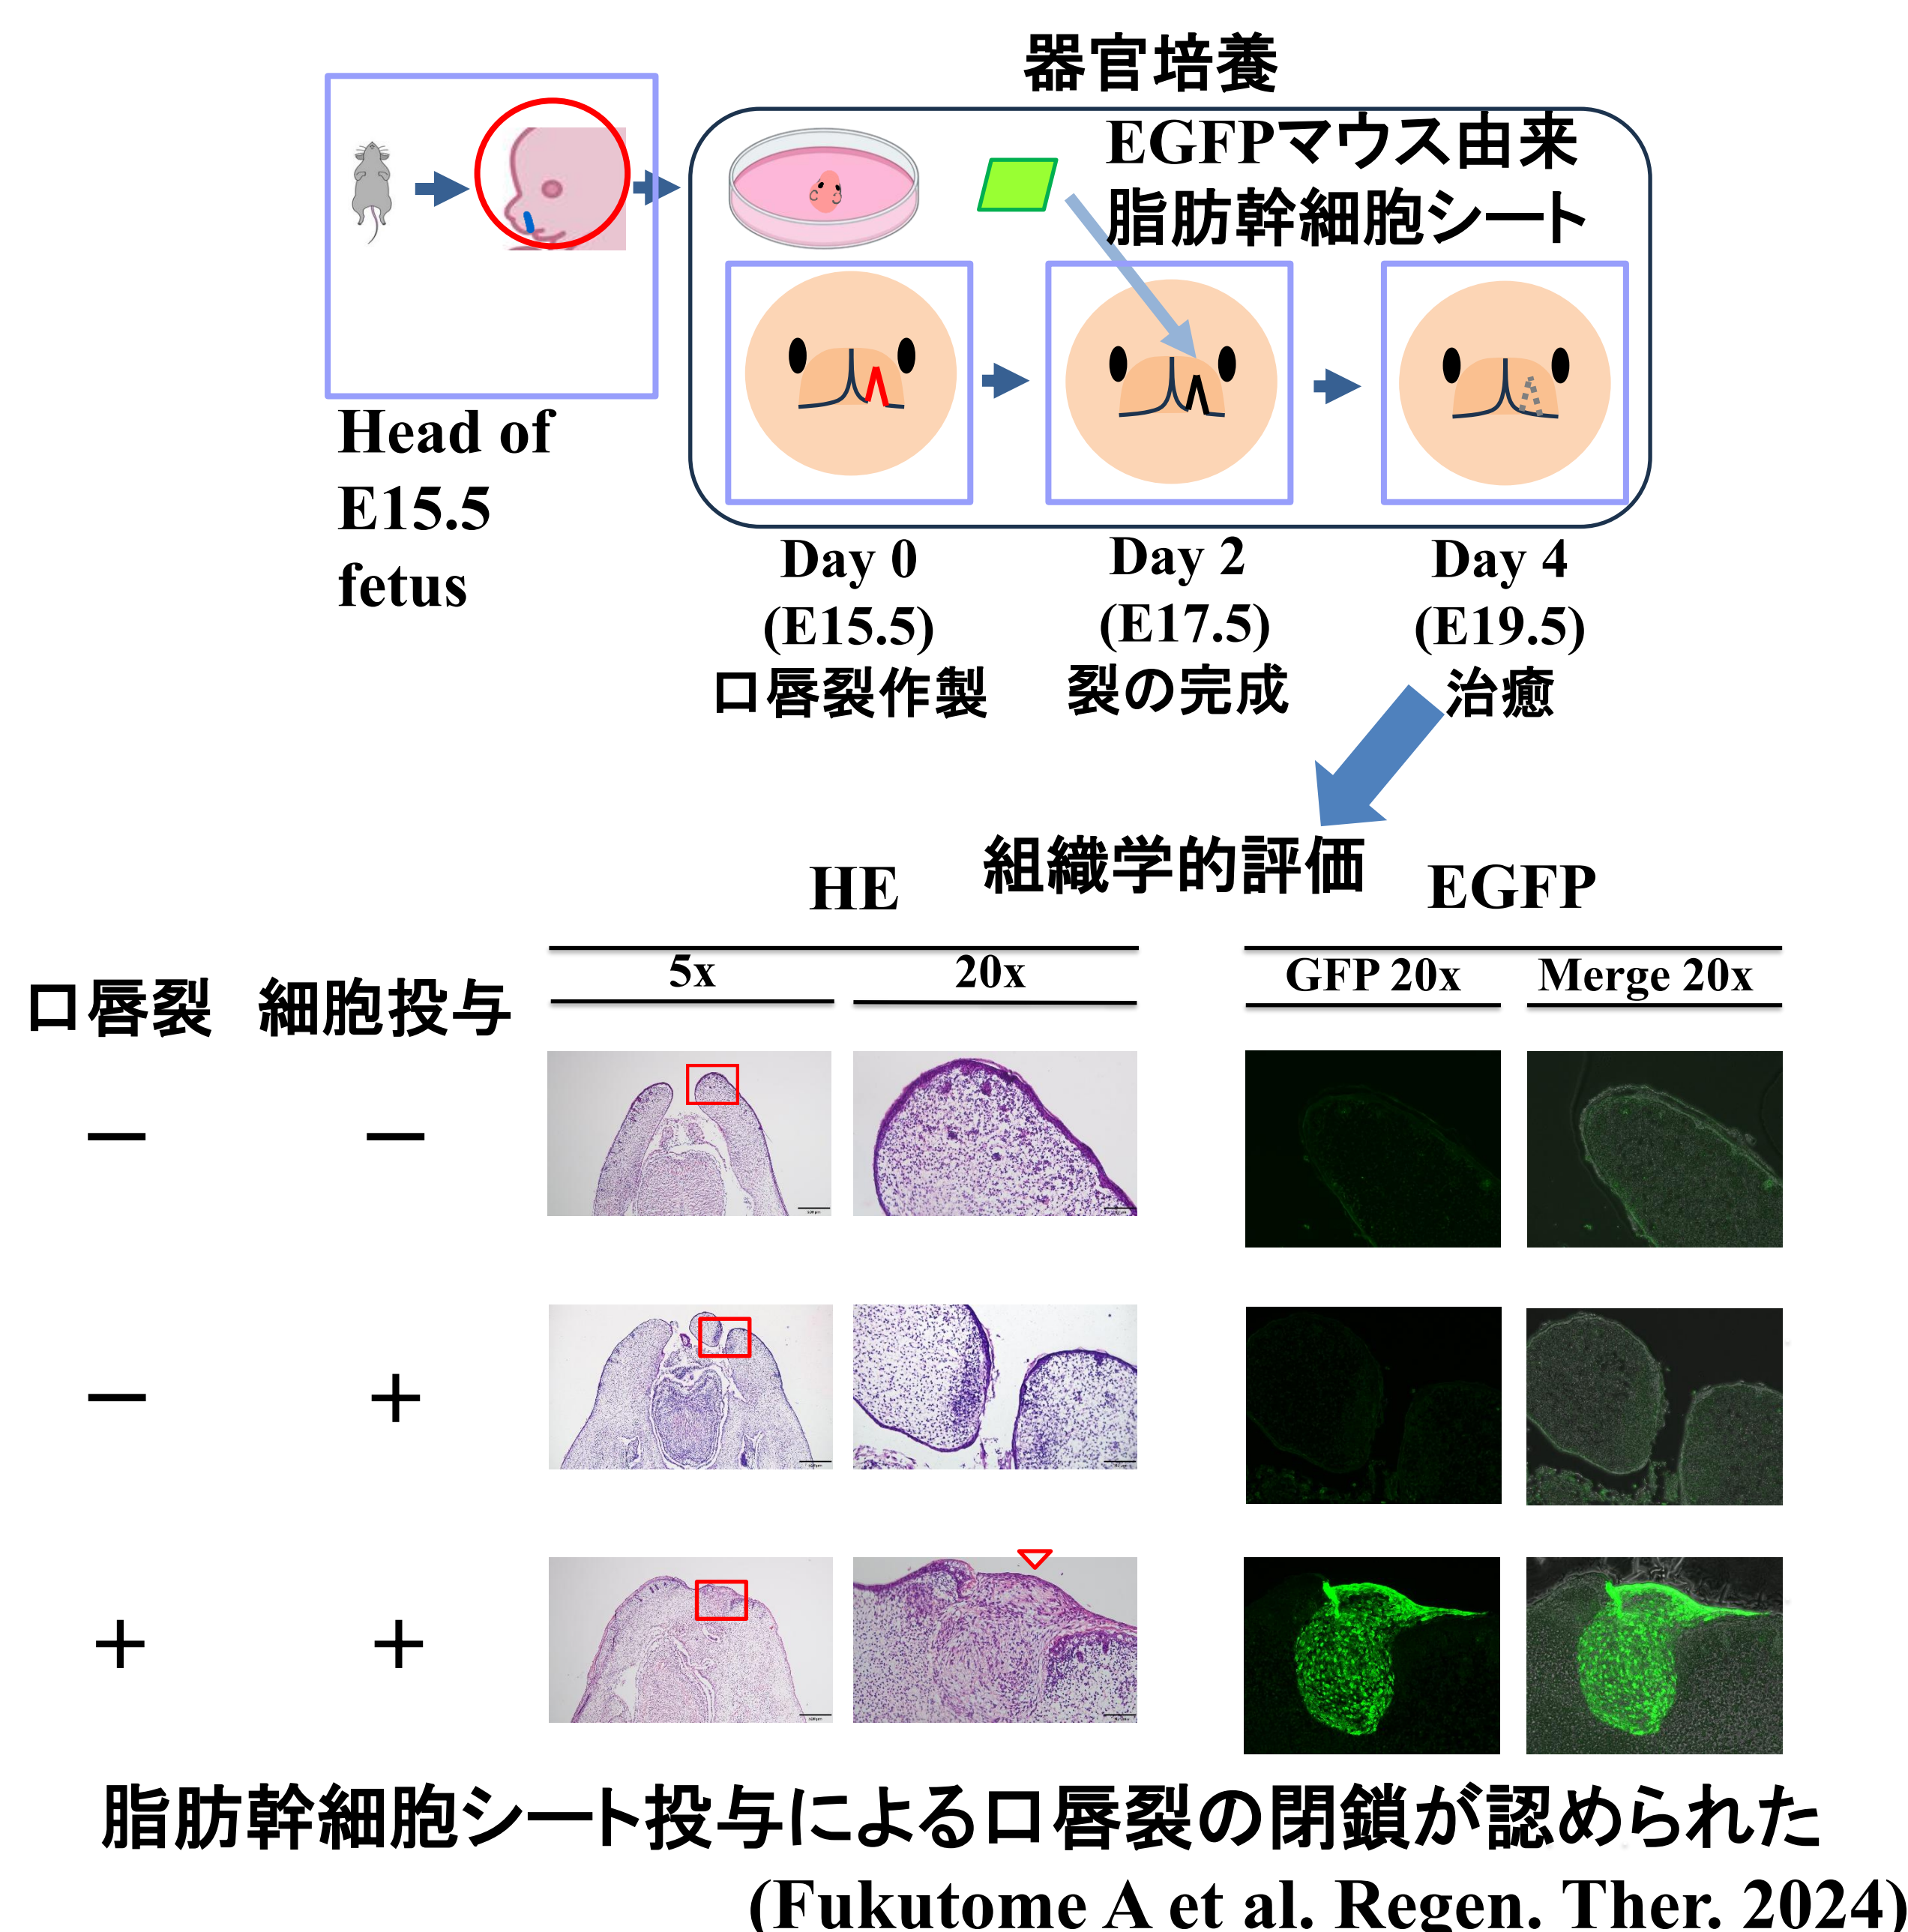 器官培養
EGFPマウス由来
脂肪幹細胞シート
Head of
E15.5
fetus
Day 0
(E15.5)
口唇裂作製
Day 2
(E17.5)
裂の完成
Day 4
(E19.5)
治癒
組織学的評価
HE
EGFP
5x
20x
GFP 20x
Merge 20x
口唇裂
細胞投与
－
－
－
＋
＋
＋
脂肪幹細胞シート投与による口唇裂の閉鎖が認められた
(Fukutome A et al. Regen. Ther. 2024)